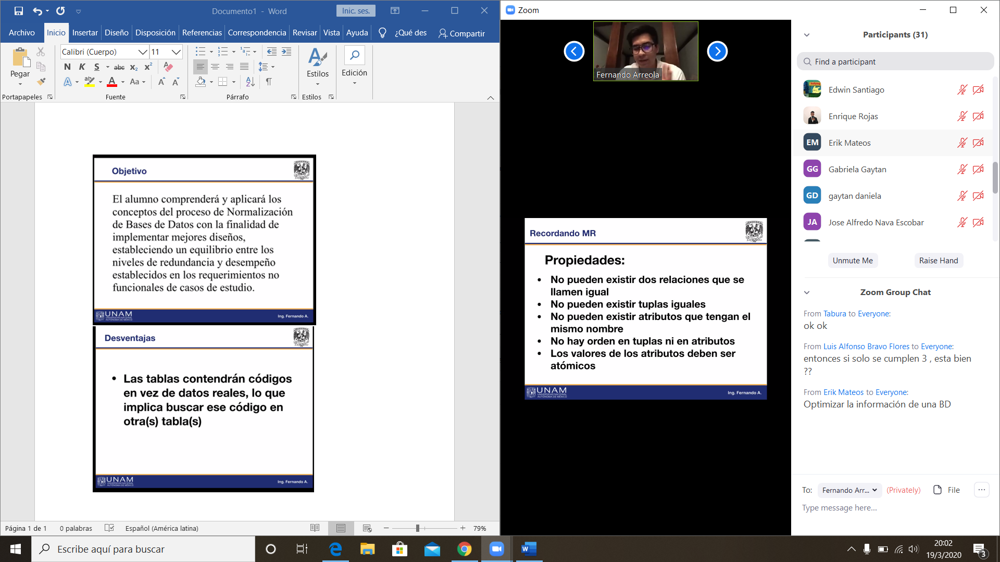 Documento1 - Word
Inic. ses.
Archivo
Inicio
Insertar
Diseño
Disposición
Referencias
Correspondencia
Revisar
Vista
Ayuda
¿Qué des
Compartir
Pegar
Calibri (Cuerpo)
11
N K S abc x₂ x²
A ab A Aa A A
Estilos
Edición
Portapapeles
Fuente
Párrafo
Estilos
Objetivo
El alumno comprenderá y aplicará los
conceptos del proceso de Normalización
de Bases de Datos con la finalidad de
implementar mejores diseños,
estableciendo un equilibrio entre los
niveles de redundancia y desempeño
establecidos en los requerimientos no
funcionales de casos de estudio.
UNAM
Ing. Fernando A.
Desventajas
• Las tablas contendrán códigos
en vez de datos reales, lo que
implica buscar ese código en
otra(s) tabla(s)
UNAM
Ing. Fernando A.
Página 1 de 1
0 palabras
Español (América latina)
79%
Zoom
Fernando Arreola
Recordando MR
Propiedades:
• No pueden existir dos relaciones que se
llamen igual
• No pueden existir tuplas iguales
• No pueden existir atributos que tengan el
mismo nombre
• No hay orden en tuplas ni en atributos
• Los valores de los atributos deben ser
atómicos
UNAM
UNIVERSIDAD NACIONAL
AUTÓNOMA DE MÉXICO
Ing. Fernando A.
Participants (31)
Find a participant
Edwin Santiago
Enrique Rojas
EM Erik Mateos
GG Gabriela Gaytan
GD gaytan daniela
JA Jose Alfredo Nava Escobar
Unmute Me
Raise Hand
Zoom Group Chat
From Tabura to Everyone:
ok ok
From Luis Alfonso Bravo Flores to Everyone:
entonces si solo se cumplen 3 , esta bien
??
From Erik Mateos to Everyone:
Optimizar la información de una BD
To: Fernando Arr... (Privately) File ...
Type message here...
Escribe aquí para buscar
20:02
19/3/2020
3